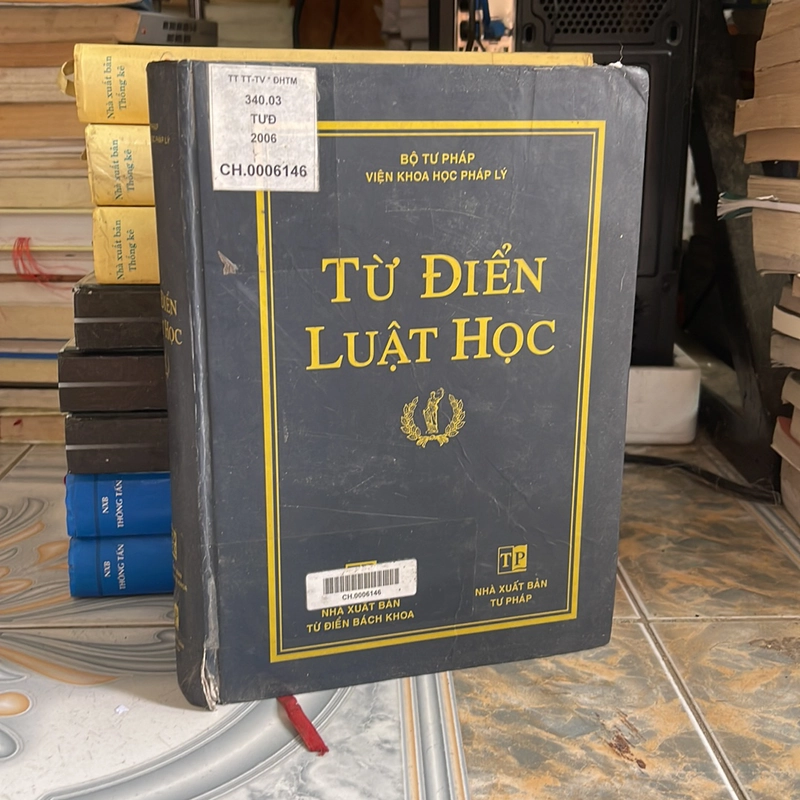 TT TT-TV * ĐHTM
340.03
TƯĐ
2006
CH.0006146
BỘ TƯ PHÁP
VIỆN KHOA HỌC PHÁP LÝ
TỪ ĐIỂN
LUẬT HỌC
CH.0006146
NHÀ XUẤT BẢN
TỪ ĐIỂN BÁCH KHOA
TP
NHÀ XUẤT BẢN
TƯ PHÁP
Nhà xuất bản
Thống kê
Nhà xuất bản
Thống kê
Nhà xuất bản
Thống kê
NXB
THÔNG TẤN
NXB
THÔNG TẤN